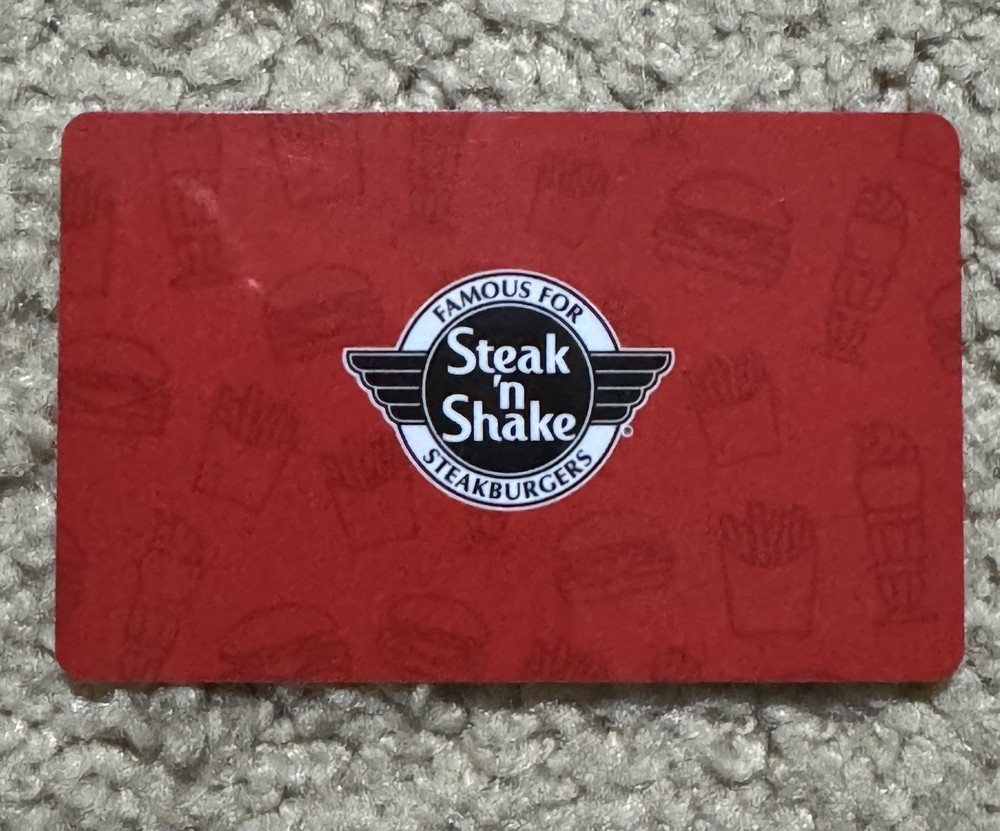 FAMOUS FOR
Steak
'n
Shake
STEAKBURGERS